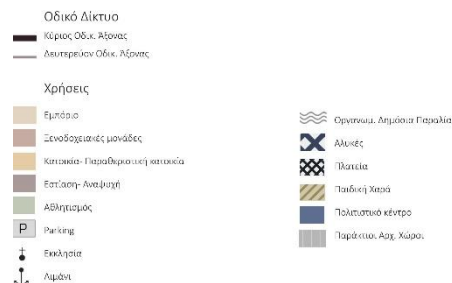 Οδικό Δίκτυο
Κύριος Οδικ. Άξονας
Δευτερεύον Οδικ. Άξονας
Χρήσεις
Εμπόριο
Ξενοδοχειακές μονάδες
Κατοικία- Παραθεριστική κατοικία
Εστίαση- Αναψυχή
Αθλητισμός
P Parking
Εκκλησία
Λιμάνι
Οργανωμ. Δημόσια Παραλία
Αλυκές
Πλατεία
Παιδική Χαρά
Πολιτιστικό κέντρο
Παράκτιοι Αρχ. Χώροι